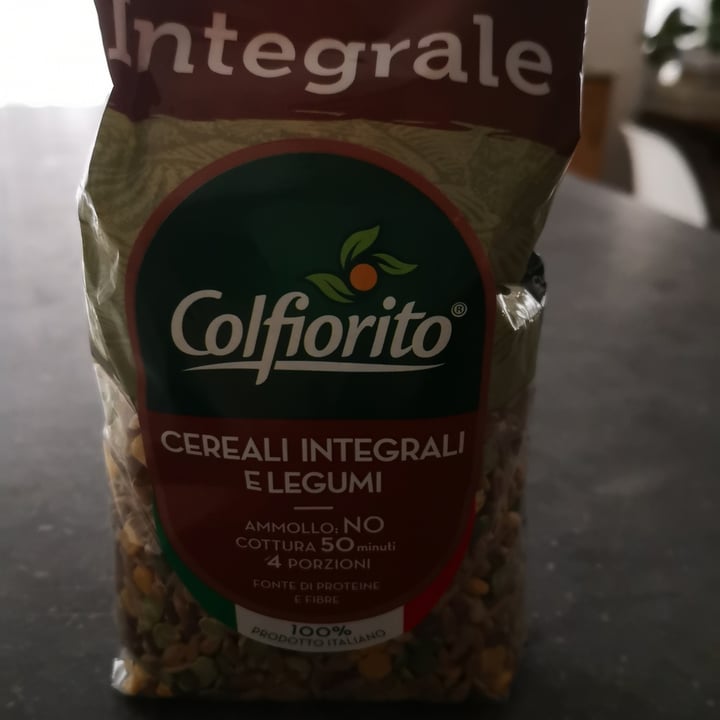 Integrale
Colfiorito®
CEREALI INTEGRALI
E LEGUMI
AMMOLLO: NO
COTTURA 50 minuti
4 PORZIONI
FONTE DI PROTEINE
E FIBRE
100%
PRODOTTO ITALIANO